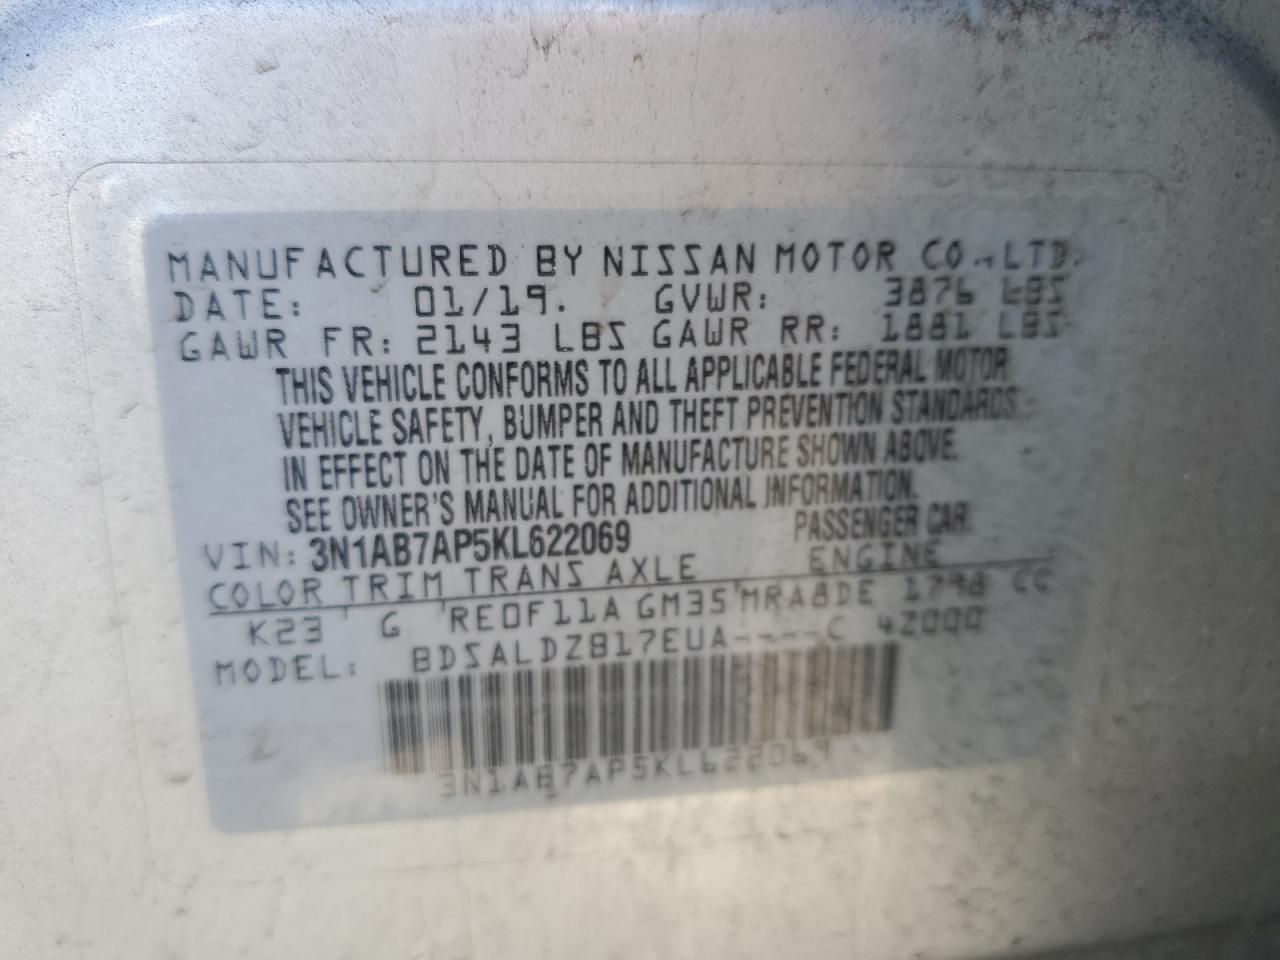 MANUFACTURED BY NISSAN MOTOR CO.,LTD.
DATE: 01/19. GVWR: 3876 LBS
GAWR FR: 2143 LBS GAWR RR: 1881 LBS
THIS VEHICLE CONFORMS TO ALL APPLICABLE FEDERAL MOTOR
VEHICLE SAFETY, BUMPER AND THEFT PREVENTION STANDARDS
IN EFFECT ON THE DATE OF MANUFACTURE SHOWN ABOVE.
SEE OWNER'S MANUAL FOR ADDITIONAL INFORMATION.
VIN: 3N1AB7AP5KL622069 PASSENGER CAR
COLOR TRIM TRANS AXLE ENGINE
K23 G RE0F11A GM35 MRA8DE 1798 CC
MODEL: BDSALDZB17EUA----C 42000
3N1AB7AP5KL622069